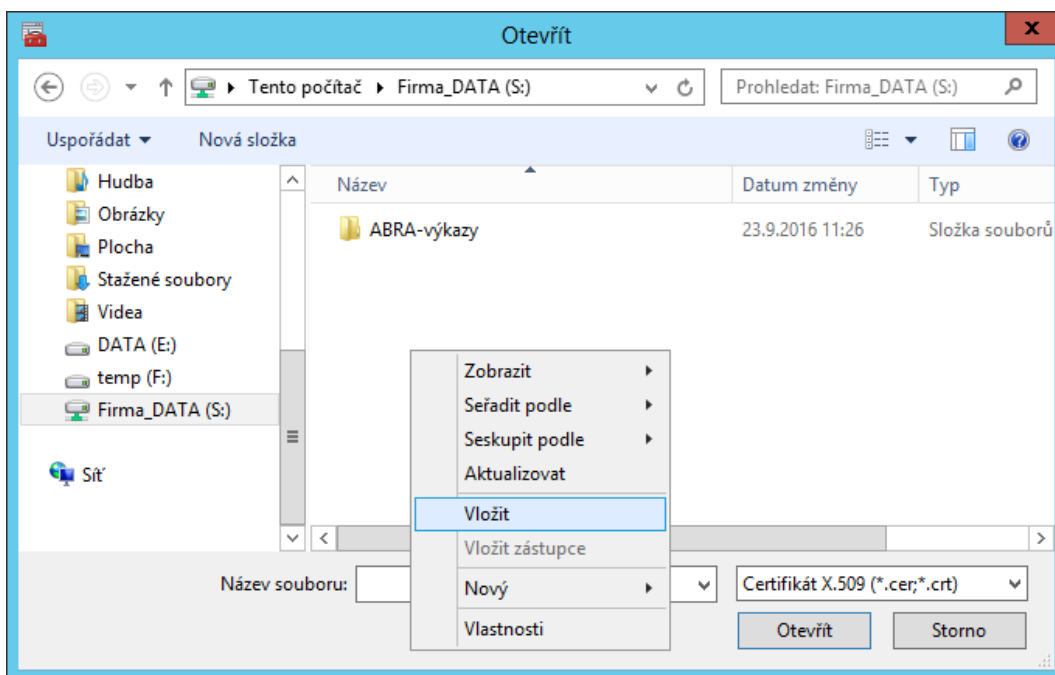 Otevřít
Tento počítač Firma_DATA (S:)
Prohledat: Firma_DATA (S:)
Uspořádat
Nová složka
Hudba
Obrázky
Plocha
Stažené soubory
Videa
DATA (E:)
temp (F:)
Firma_DATA (S:)
Síť
Název Datum změny Typ
ABRA-výkazy 23.9.2016 11:26 Složka souborů
Zobrazit
Seřadit podle
Seskupit podle
Aktualizovat
Vložit
Vložit zástupce
Nový
Vlastnosti
Název souboru:
Certifikát X.509 (*.cer;*.crt)
Otevřít Storno